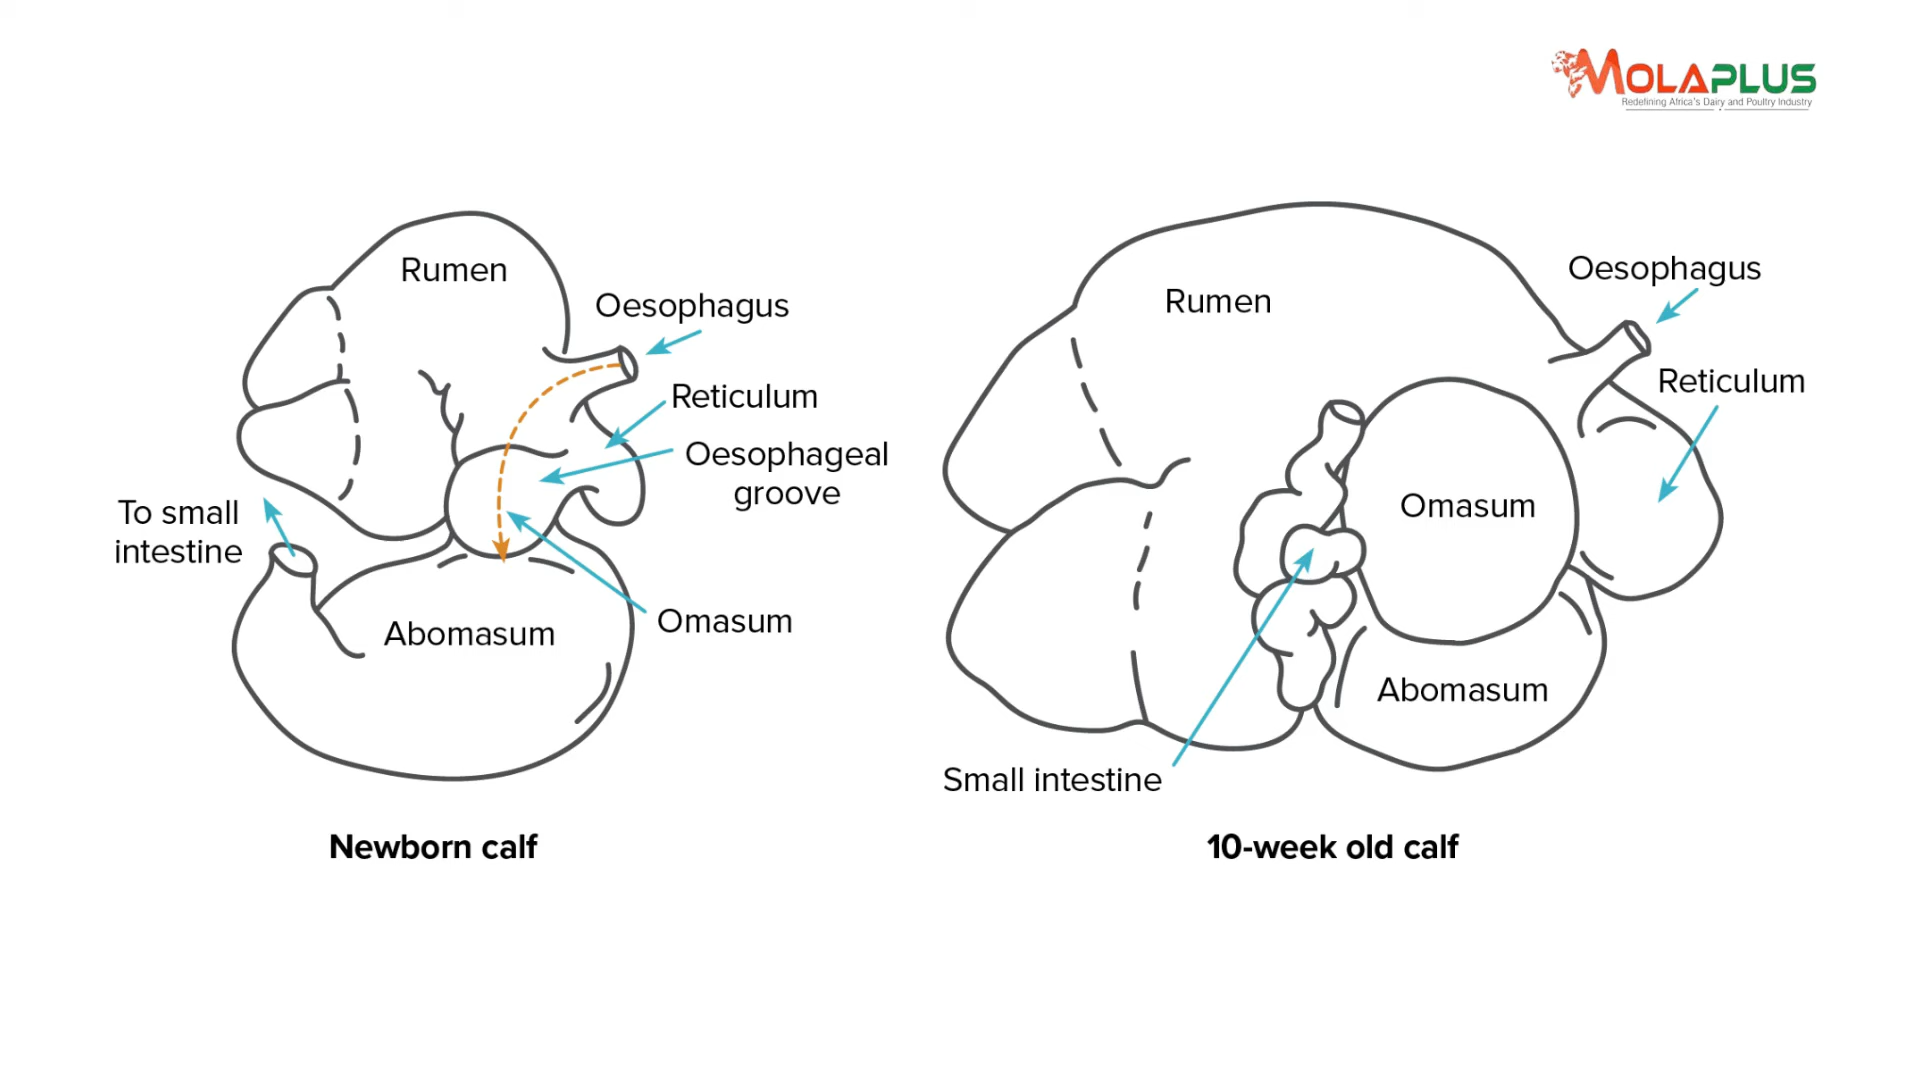 MOLAPLUS
Redefining Africa's Dairy and Poultry Industry
Rumen
Oesophagus
Reticulum
Oesophageal
groove
To small
intestine
Omasum
Abomasum
Newborn calf
Rumen
Oesophagus
Reticulum
Omasum
Abomasum
Small intestine
10-week old calf